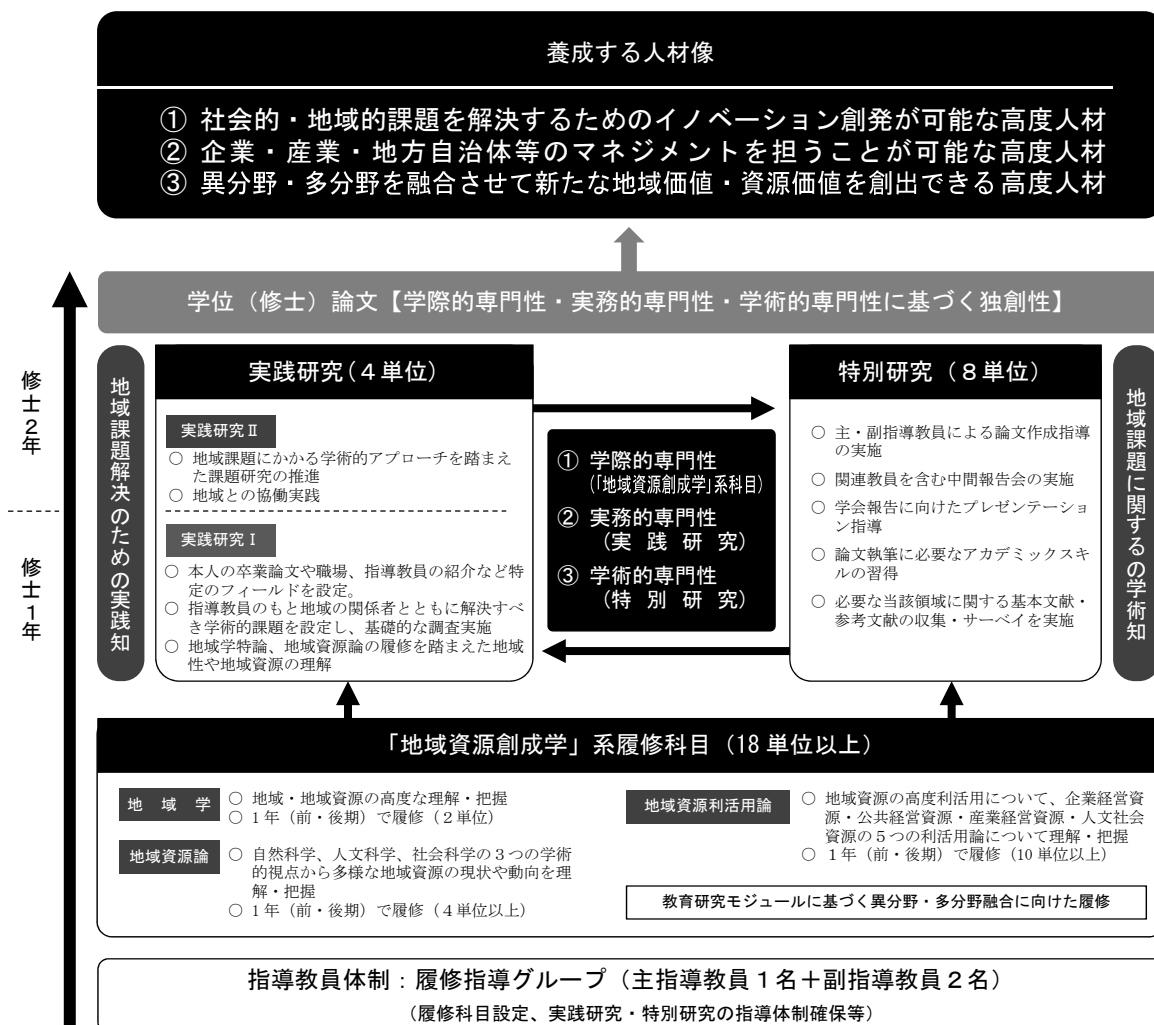 養成する人材像
① 社会的・地域的課題を解決するためのイノベーション創発が可能な高度人材
② 企業・産業・地方自治体等のマネジメントを担うことが可能な高度人材
③ 異分野・多分野を融合させて新たな地域価値・資源価値を創出できる高度人材
学位（修士）論文【学際的専門性・実務的専門性・学術的専門性に基づく独創性】
修士2年
修士1年
地域課題解決のための実践知
実践研究（４単位）
実践研究Ⅱ
○ 地域課題にかかる学術的アプローチを踏まえ
た課題研究の推進
○ 地域との協働実践
実践研究Ⅰ
○ 本人の卒業論文や職場、指導教員の紹介など特
定のフィールドを設定。
○ 指導教員のもと地域の関係者とともに解決すべ
き学術的課題を設定し、基礎的な調査実施
○ 地域学特論、地域資源論の履修を踏まえた地域
性や地域資源の理解
① 学際的専門性
（「地域資源創成学」系科目）
② 実務的専門性
（実 践 研 究）
③ 学術的専門性
（特 別 研 究）
特別研究（８単位）
○ 主・副指導教員による論文作成指導
の実施
○ 関連教員を含む中間報告会の実施
○ 学会報告に向けたプレゼンテーショ
ン指導
○ 論文執筆に必要なアカデミックスキ
ルの習得
○ 必要な当該領域に関する基本文献・
参考文献の収集・サーベイを実施
地域課題に関するの学術知
「地域資源創成学」系履修科目（18 単位以上）
地 域 学
○ 地域・地域資源の高度な理解・把握
○ １年（前・後期）で履修（２単位）
地域資源論
○ 自然科学、人文科学、社会科学の３つの学術
的視点から多様な地域資源の現状や動向を理
解・把握
○ １年（前・後期）で履修（４単位以上）
地域資源利活用論
○ 地域資源の高度利活用について、企業経営資
源・公共経営資源・産業経営資源・人文社会
資源の５つの利活用論について理解・把握
○ １年（前・後期）で履修（10 単位以上）
教育研究モジュールに基づく異分野・多分野融合に向けた履修
指導教員体制：履修指導グループ（主指導教員１名＋副指導教員２名）
（履修科目設定、実践研究・特別研究の指導体制確保等）